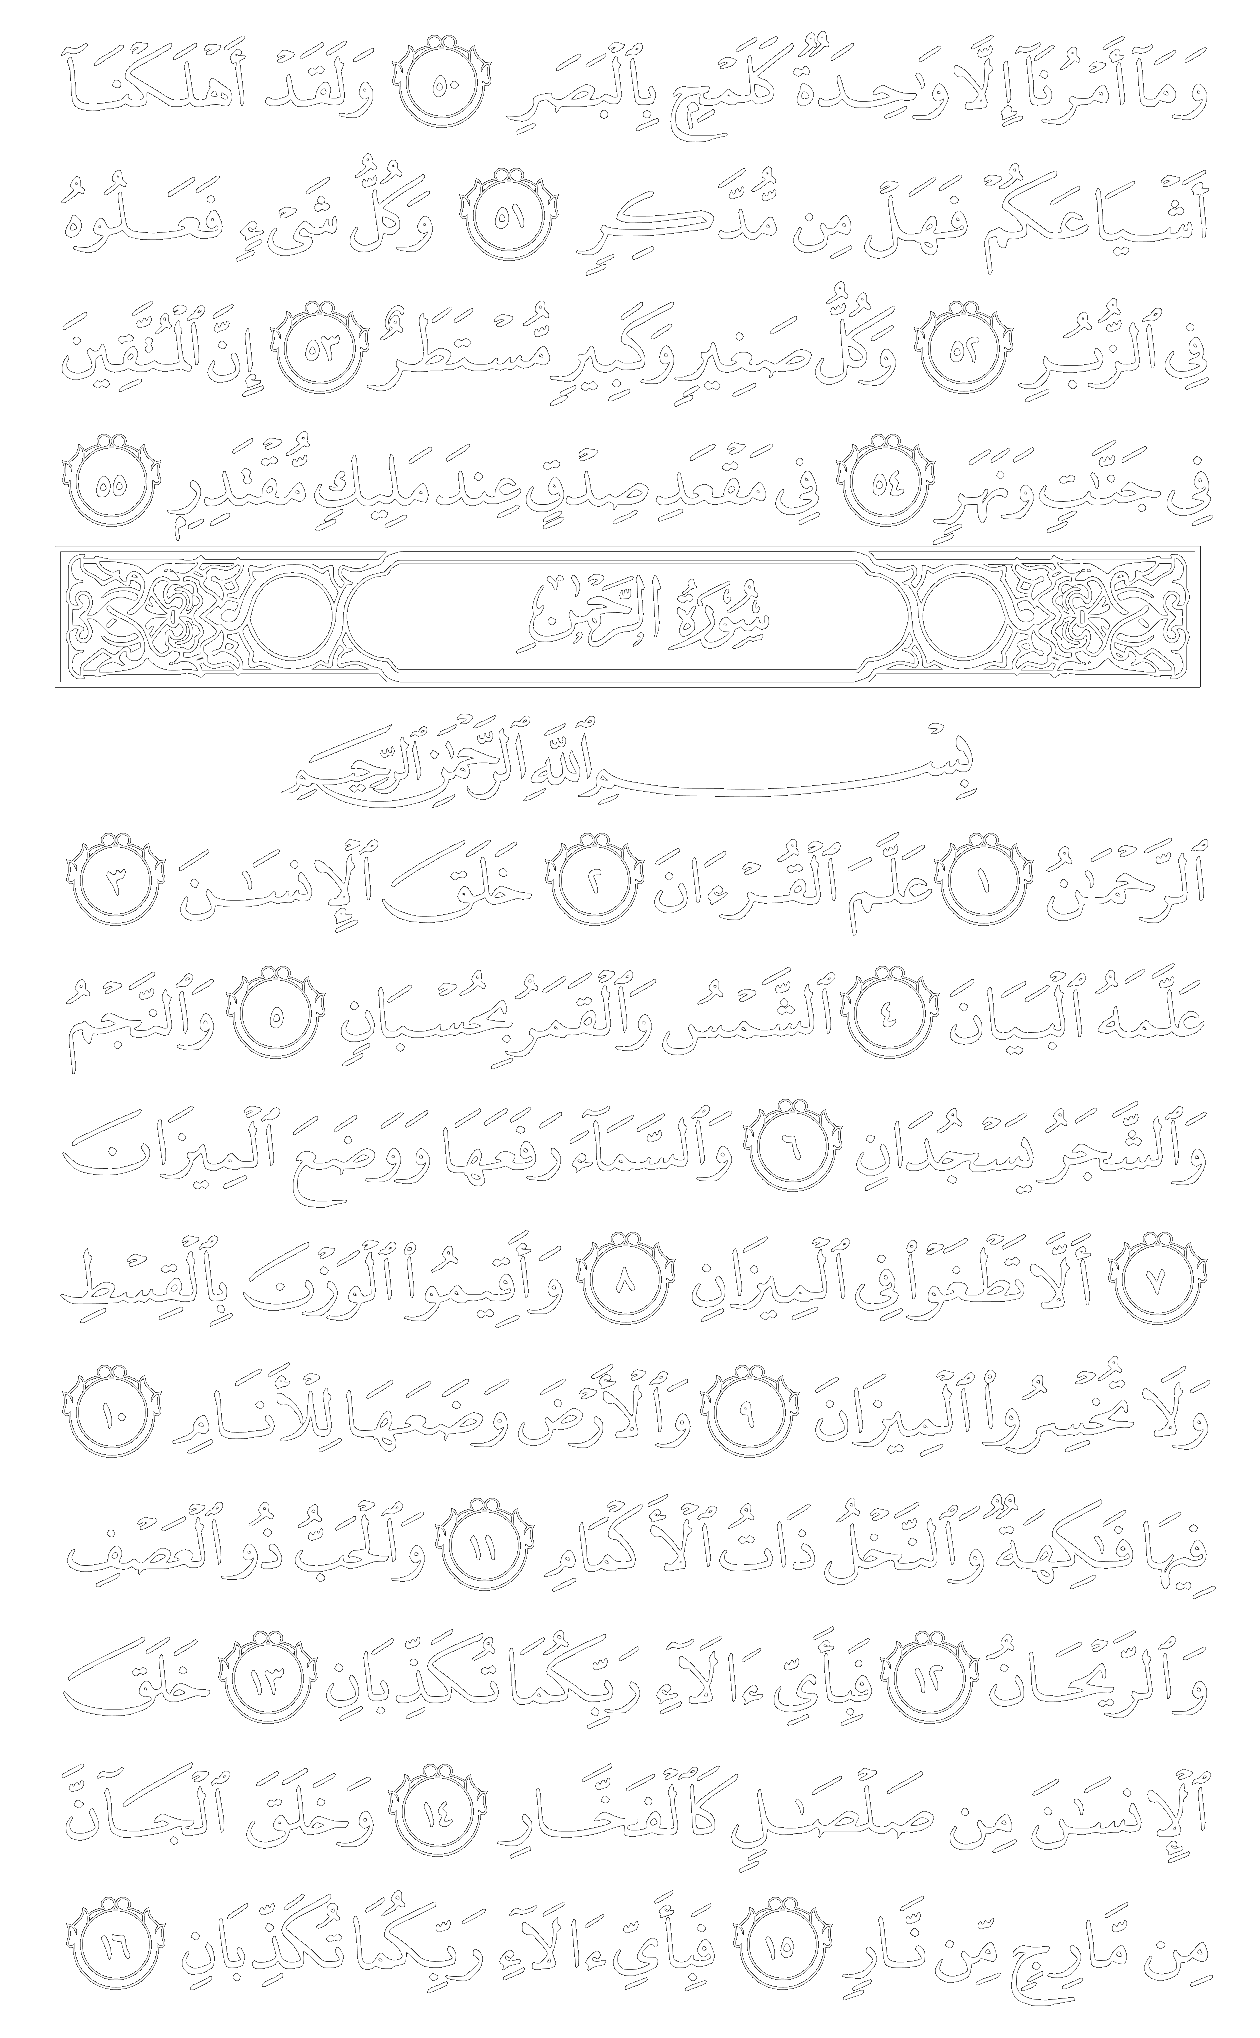 وَمَآ أَمْرُنَآ إِلَّا وَٰحِدَةٌ كَلَمْحٍۭ بِٱلْبَصَرِ ٥٠ وَلَقَدْ أَهْلَكْنَآ
أَشْيَاعَكُمْ فَهَلْ مِن مُّدَّكِرٍ ٥١ وَكُلُّ شَىْءٍ فَعَلُوهُ
فِى ٱلزُّبُرِ ٥٢ وَكُلُّ صَغِيرٍ وَكَبِيرٍ مُّسْتَطَرٌ ٥٣ إِنَّ ٱلْمُتَّقِينَ
فِى جَنَّٰتٍ وَنَهَرٍ ٥٤ فِى مَقْعَدِ صِدْقٍ عِندَ مَلِيكٍ مُّقْتَدِرٍۭ ٥٥
سُورَةُ الرَّحْمَٰنِ
بِسْمِ ٱللَّهِ ٱلرَّحْمَٰنِ ٱلرَّحِيمِ
ٱلرَّحْمَٰنُ ١ عَلَّمَ ٱلْقُرْءَانَ ٢ خَلَقَ ٱلْإِنسَٰنَ ٣
عَلَّمَهُ ٱلْبَيَانَ ٤ ٱلشَّمْسُ وَٱلْقَمَرُ بِحُسْبَانٍ ٥ وَٱلنَّجْمُ
وَٱلشَّجَرُ يَسْجُدَانِ ٦ وَٱلسَّمَآءَ رَفَعَهَا وَوَضَعَ ٱلْمِيزَانَ
٧ أَلَّا تَطْغَوْا۟ فِى ٱلْمِيزَانِ ٨ وَأَقِيمُوا۟ ٱلْوَزْنَ بِٱلْقِسْطِ
وَلَا تُخْسِرُوا۟ ٱلْمِيزَانَ ٩ وَٱلْأَرْضَ وَضَعَهَا لِلْأَنَامِ ١٠
فِيهَا فَٰكِهَةٌ وَٱلنَّخْلُ ذَاتُ ٱلْأَكْمَامِ ١١ وَٱلْحَبُّ ذُو ٱلْعَصْفِ
وَٱلرَّيْحَانُ ١٢ فَبِأَىِّ ءَالَآءِ رَبِّكُمَا تُكَذِّبَانِ ١٣ خَلَقَ
ٱلْإِنسَٰنَ مِن صَلْصَٰلٍ كَٱلْفَخَّارِ ١٤ وَخَلَقَ ٱلْجَآنَّ
مِن مَّارِجٍ مِّن نَّارٍ ١٥ فَبِأَىِّ ءَالَآءِ رَبِّكُمَا تُكَذِّبَانِ ١٦